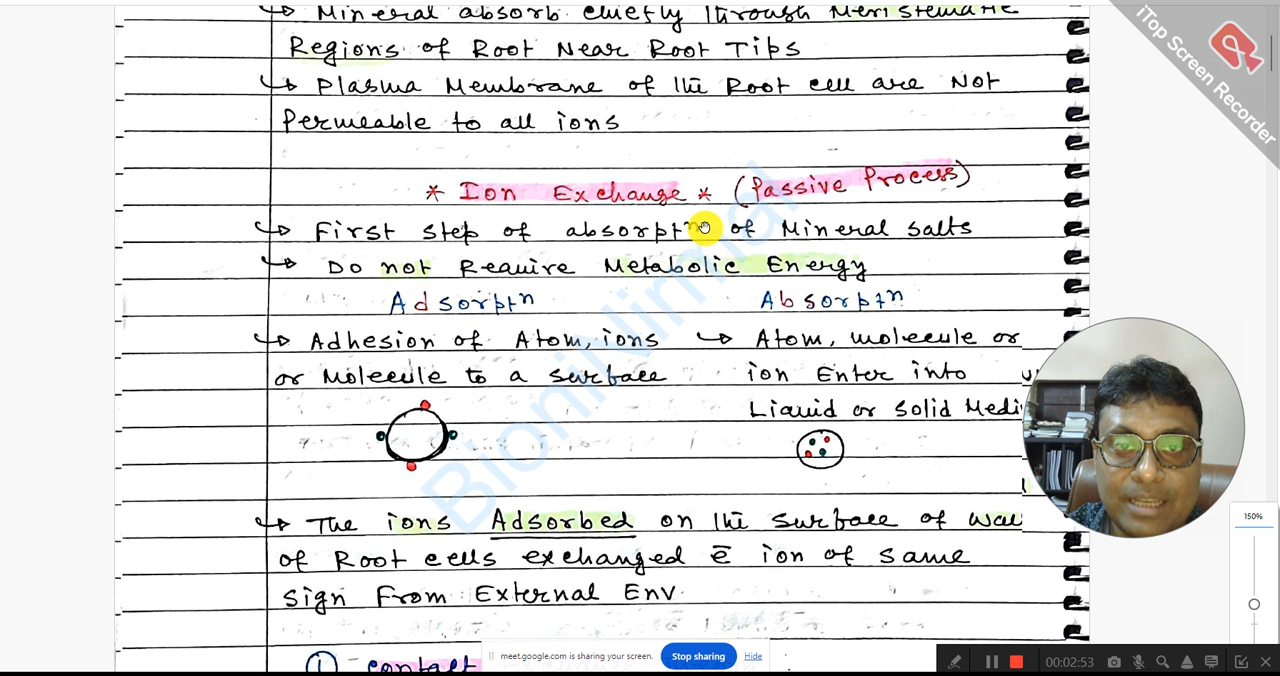 ↳ Mineral absorb chiefly through Meristematic
Regions of Root Near Root Tips
↳ Plasma Membrane of the Root cell are Not
Permeable to all ions
* Ion Exchange * (Passive Process)
↳ First step of absorptn of Mineral salts
↳ Do not Require Metabolic Energy
Adsorptn
Absorptn
↳ Adhesion of Atom, ions
or Molecule to a surface
↳ Atom, molecule or
ion Enter into
Liquid or Solid Medi
↳ The ions Adsorbed on the surface of wall
of Root cells exchanged c̄ ion of same
sign From External Env.
① contact
BioniNirmal
iTop Screen Recorder
150%
meet.google.com is sharing your screen.
Stop sharing
Hide
00:02:53